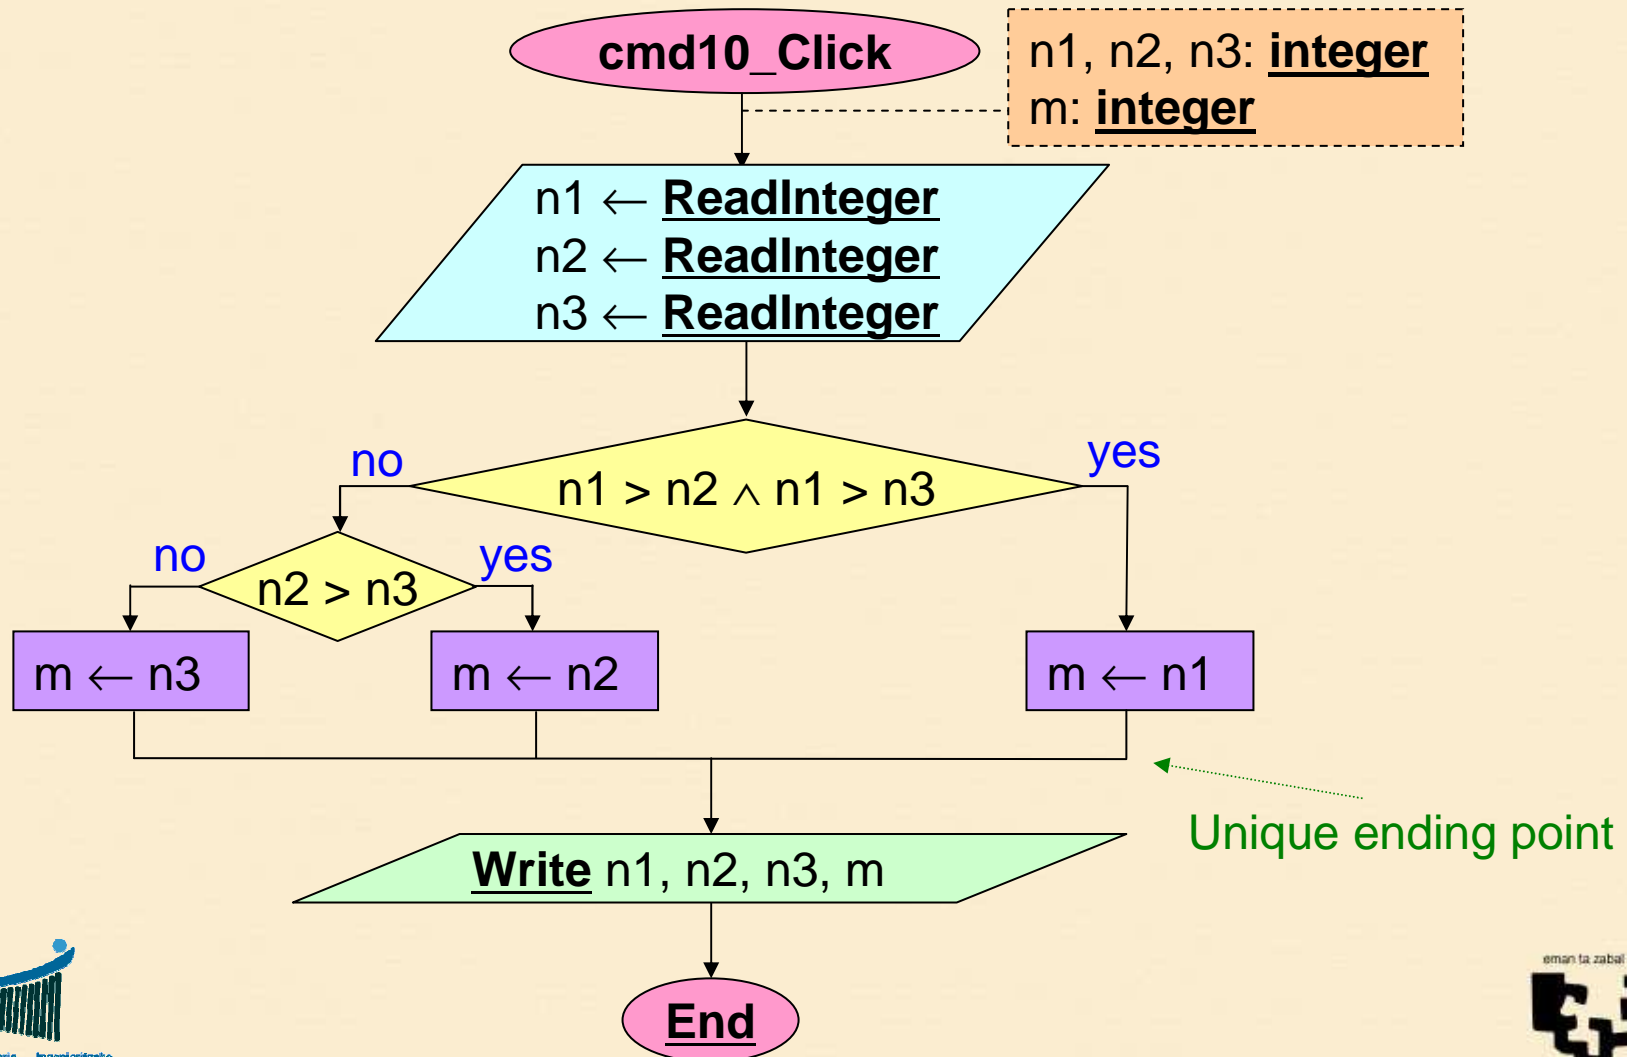 cmd10_Click
n1, n2, n3: integer
m: integer
n1 ← ReadInteger
n2 ← ReadInteger
n3 ← ReadInteger
no
n1 > n2 ∧ n1 > n3
yes
no
n2 > n3
yes
m ← n3
m ← n2
m ← n1
Unique ending point
Write n1, n2, n3, m
End
eman ta zabal